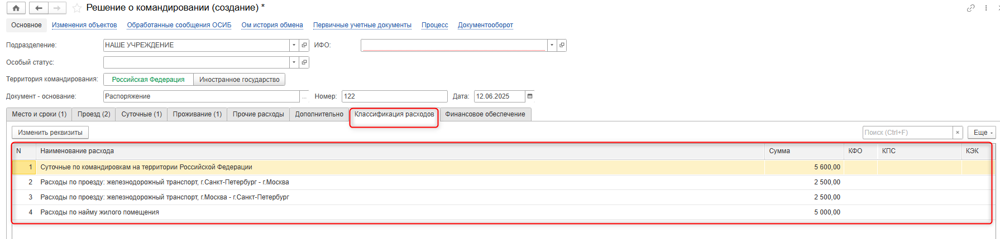 Решение о командировании (создание) *
Основное Изменения объектов Обработанные сообщения ОСИБ Ом история обмена Первичные учетные документы Процесс Документооборот
Подразделение: НАШЕ УЧРЕЖДЕНИЕ ИФО:
Особый статус:
Территория командирования: Российская Федерация Иностранное государство
Документ - основание: Распоряжение ... Номер: 122 Дата: 12.06.2025
Место и сроки (1) Проезд (2) Суточные (1) Проживание (1) Прочие расходы Дополнительно Классификация расходов Финансовое обеспечение
Изменить реквизиты Поиск (Ctrl+F) × Еще
N Наименование расхода Сумма КФО КПС КЭК
1 Суточные по командировкам на территории Российской Федерации 5 600,00
2 Расходы по проезду: железнодорожный транспорт, г.Санкт-Петербург - г.Москва 2 500,00
3 Расходы по проезду: железнодорожный транспорт, г.Москва - г.Санкт-Петербург 2 500,00
4 Расходы по найму жилого помещения 5 000,00